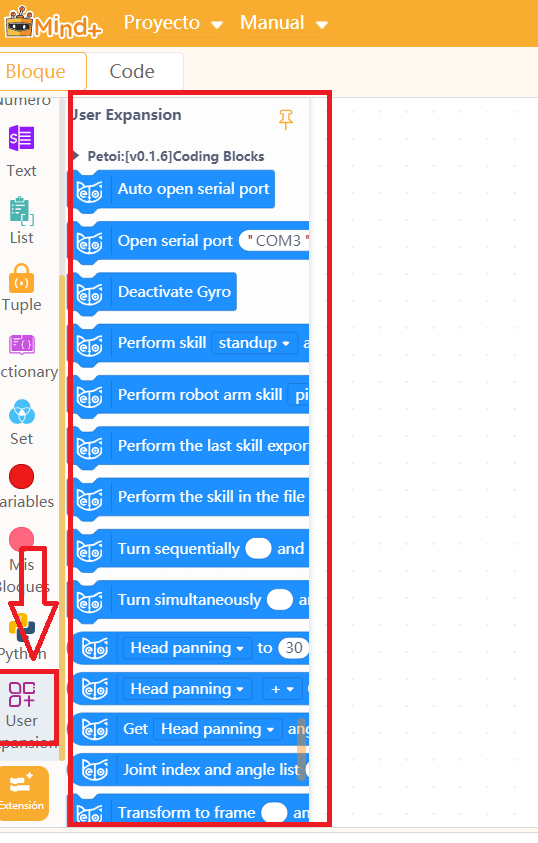 Mind+ Proyecto Manual
Bloque Code
Numero
Text
List
Tuple
ctionary
Set
ariables
Mis
Bloques
Python
User
xpansion
Extensión
User Expansion
Petoi:[v0.1.6]Coding Blocks
Auto open serial port
Open serial port "COM3"
Deactivate Gyro
Perform skill standup a
Perform robot arm skill pi
Perform the last skill expor
Perform the skill in the file
Turn sequentially and
Turn simultaneously an
Head panning to 30
Head panning +
Get Head panning and
Joint index and angle list
Transform to frame an